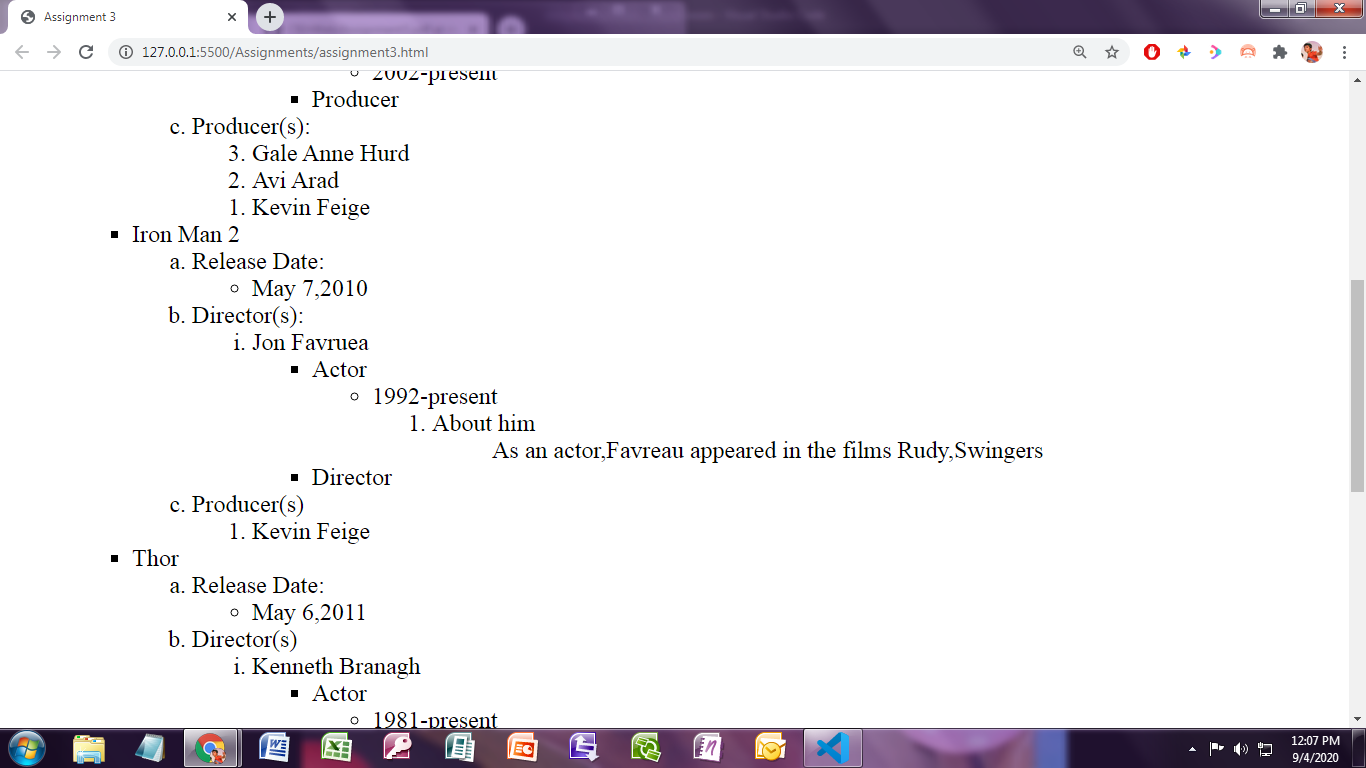 Assignment 3
127.0.0.1:5500/Assignments/assignment3.html
2002-present
Producer
c. Producer(s):
3. Gale Anne Hurd
2. Avi Arad
1. Kevin Feige
Iron Man 2
a. Release Date:
May 7,2010
b. Director(s):
i. Jon Favruea
Actor
1992-present
1. About him
As an actor,Favreau appeared in the films Rudy,Swingers
Director
c. Producer(s)
1. Kevin Feige
Thor
a. Release Date:
May 6,2011
b. Director(s)
i. Kenneth Branagh
Actor
1981-present
12:07 PM
9/4/2020